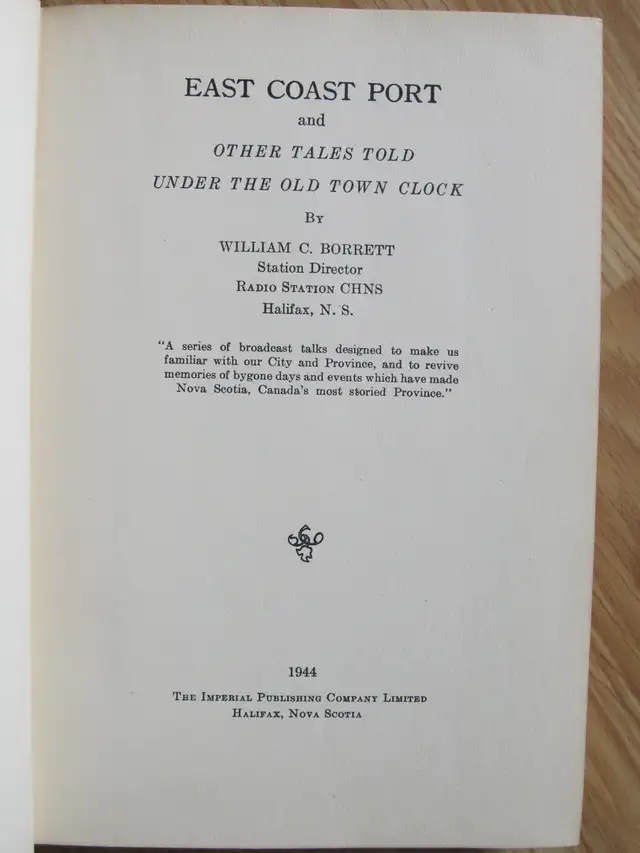 EAST COAST PORT
and
OTHER TALES TOLD
UNDER THE OLD TOWN CLOCK
By
WILLIAM C. BORRETT
Station Director
Radio Station CHNS
Halifax, N. S.
"A series of broadcast talks designed to make us
familiar with our City and Province, and to revive
memories of bygone days and events which have made
Nova Scotia, Canada's most storied Province."
1944
The Imperial Publishing Company Limited
Halifax, Nova Scotia